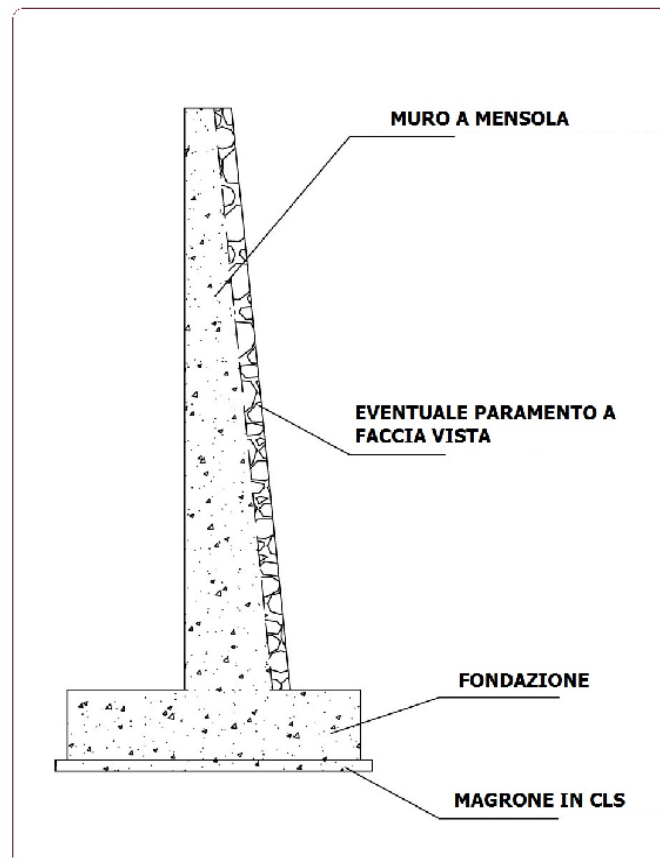 MURO A MENSOLA
EVENTUALE PARAMENTO A
FACCIA VISTA
FONDAZIONE
MAGRONE IN CLS